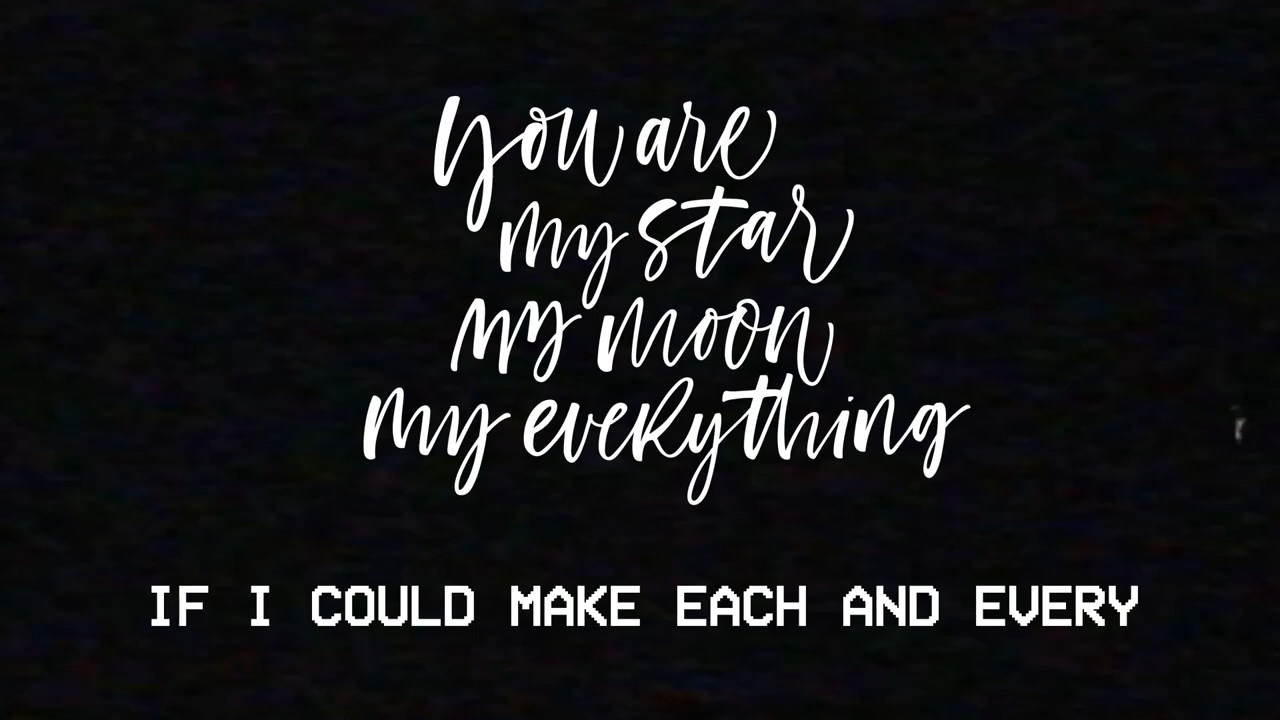 you are
my star
my moon
my everything
IF I COULD MAKE EACH AND EVERY